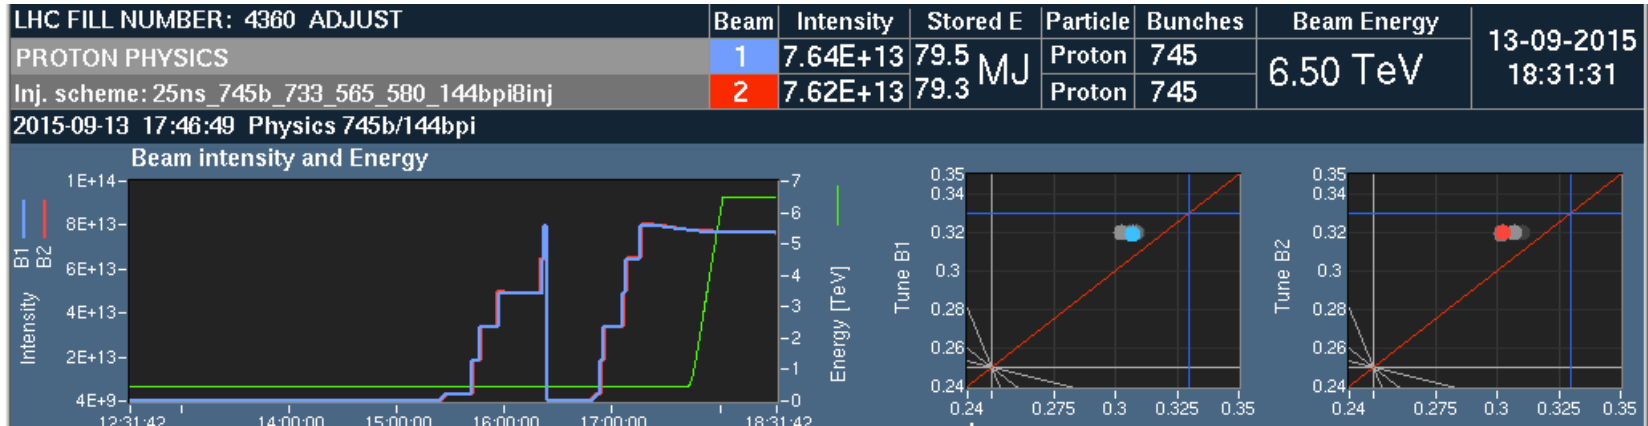 LHC FILL NUMBER: 4360 ADJUST Beam Intensity Stored E Particle Bunches Beam Energy 13-09-2015
PROTON PHYSICS 1 7.64E+13 79.5 MJ Proton 745 6.50 TeV 18:31:31
Inj. scheme: 25ns_745b_733_565_580_144bpi8inj 2 7.62E+13 79.3 Proton 745
2015-09-13 17:46:49 Physics 745b/144bpi
Beam intensity and Energy
1E+14
8E+13
6E+13
4E+13
2E+13
4E+9
B1
B2
Intensity
7
6
5
4
3
2
1
0
Energy [TeV]
12:31:42 14:00:00 15:00:00 16:00:00 17:00:00 18:31:42
Tune B1
0.35
0.34
0.32
0.3
0.28
0.26
0.24
0.24 0.275 0.3 0.325 0.35
Tune B2
0.35
0.34
0.32
0.3
0.28
0.26
0.24
0.24 0.275 0.3 0.325 0.35